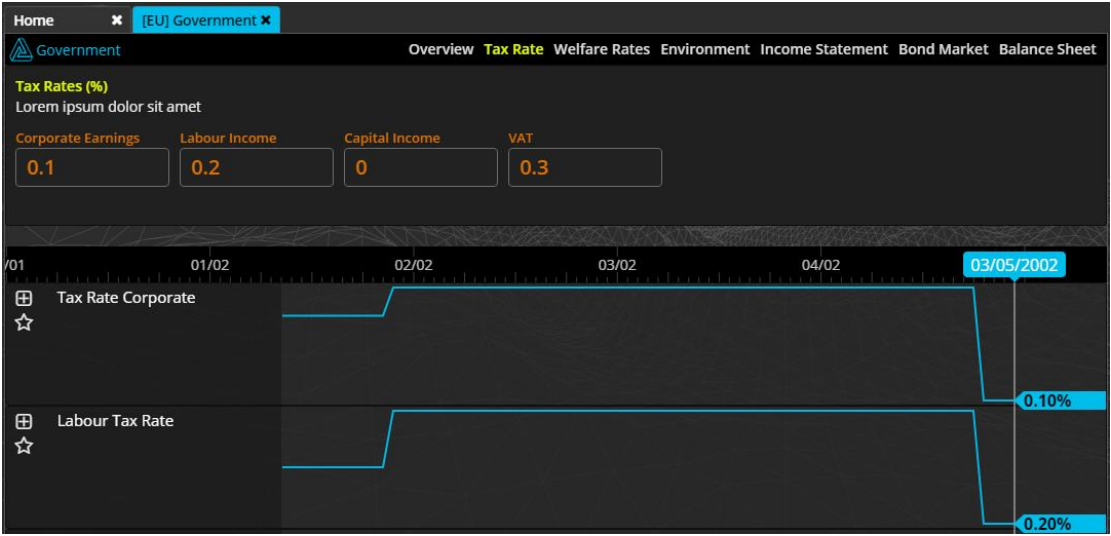 Home ✖ [EU] Government ✖
Government Overview Tax Rate Welfare Rates Environment Income Statement Bond Market Balance Sheet
Tax Rates (%)
Lorem ipsum dolor sit amet
Corporate Earnings Labour Income Capital Income VAT
0.1 0.2 0 0.3
/01 01/02 02/02 03/02 04/02 03/05/2002
Tax Rate Corporate
0.10%
Labour Tax Rate
0.20%